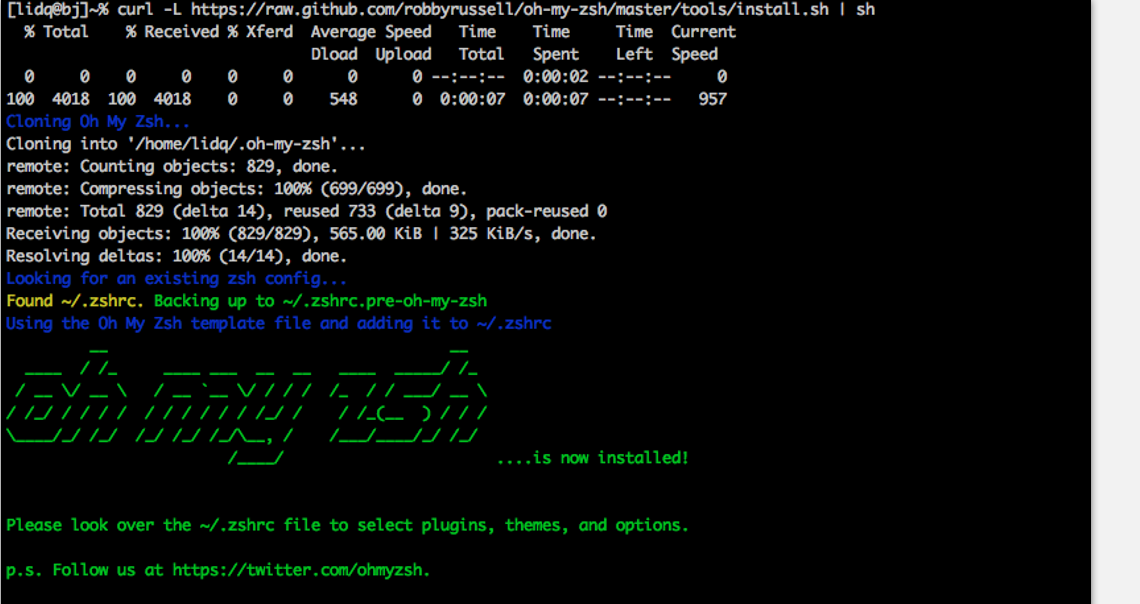 [lidq@bj]~% curl -L https://raw.github.com/robbyrussell/oh-my-zsh/master/tools/install.sh | sh
  % Total    % Received % Xferd  Average Speed   Time    Time     Time  Current
                                 Dload  Upload   Total   Spent    Left  Speed
  0     0    0     0    0     0      0      0 --:--:--  0:00:02 --:--:--     0
100  4018  100  4018    0     0    548      0  0:00:07  0:00:07 --:--:--   957
Cloning Oh My Zsh...
Cloning into '/home/lidq/.oh-my-zsh'...
remote: Counting objects: 829, done.
remote: Compressing objects: 100% (699/699), done.
remote: Total 829 (delta 14), reused 733 (delta 9), pack-reused 0
Receiving objects: 100% (829/829), 565.00 KiB | 325 KiB/s, done.
Resolving deltas: 100% (14/14), done.
Looking for an existing zsh config...
Found ~/.zshrc. Backing up to ~/.zshrc.pre-oh-my-zsh
Using the Oh My Zsh template file and adding it to ~/.zshrc
oh my zsh
....is now installed!
Please look over the ~/.zshrc file to select plugins, themes, and options.
p.s. Follow us at https://twitter.com/ohmyzsh.